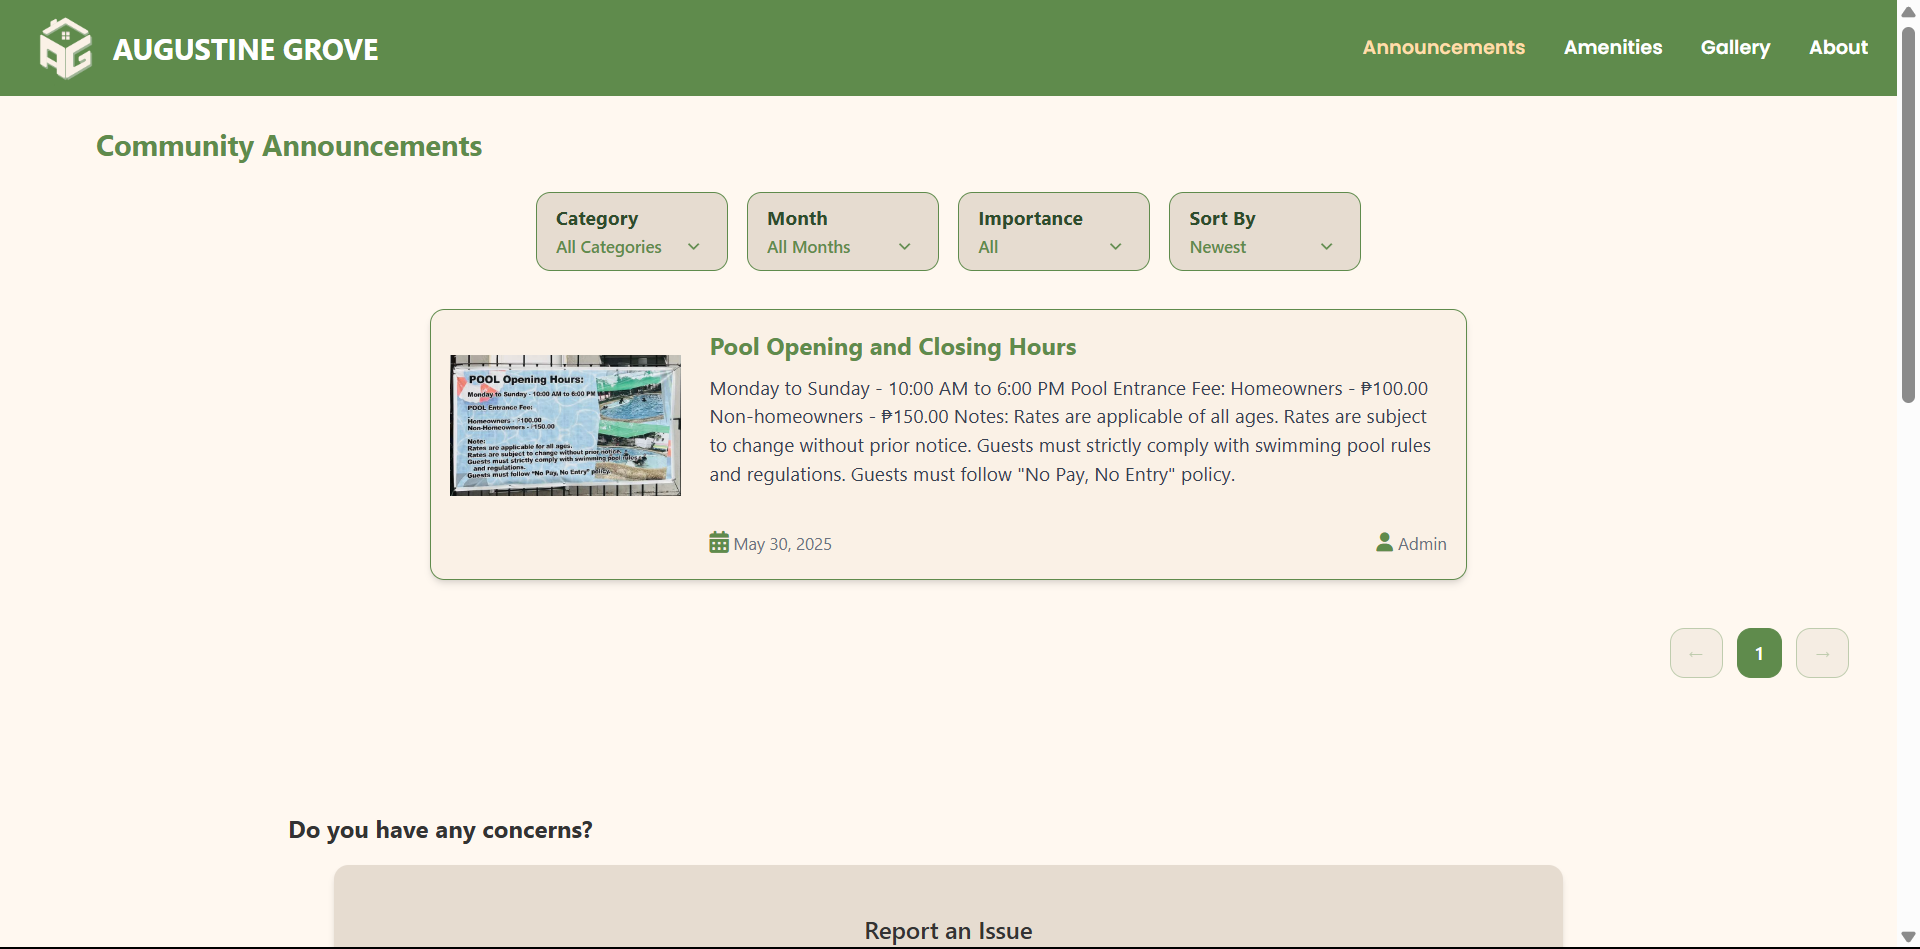 AUGUSTINE GROVE
Announcements
Amenities
Gallery
About
Community Announcements
Category
All Categories
Month
All Months
Importance
All
Sort By
Newest
POOL Opening Hours:
Monday to Sunday - 10:00 AM to 6:00 PM
POOL Entrance Fee:
Homeowners - ₱100.00
Non-Homeowners - ₱150.00
Note:
Rates are applicable for all ages.
Rates are subject to change without prior notice.
Guests must strictly comply with swimming pool rules
and regulations.
Guests must follow "No Pay, No Entry" policy.
Pool Opening and Closing Hours
Monday to Sunday - 10:00 AM to 6:00 PM Pool Entrance Fee: Homeowners - ₱100.00
Non-homeowners - ₱150.00 Notes: Rates are applicable of all ages. Rates are subject
to change without prior notice. Guests must strictly comply with swimming pool rules
and regulations. Guests must follow "No Pay, No Entry" policy.
May 30, 2025
Admin
←
1
→
Do you have any concerns?
Report an Issue